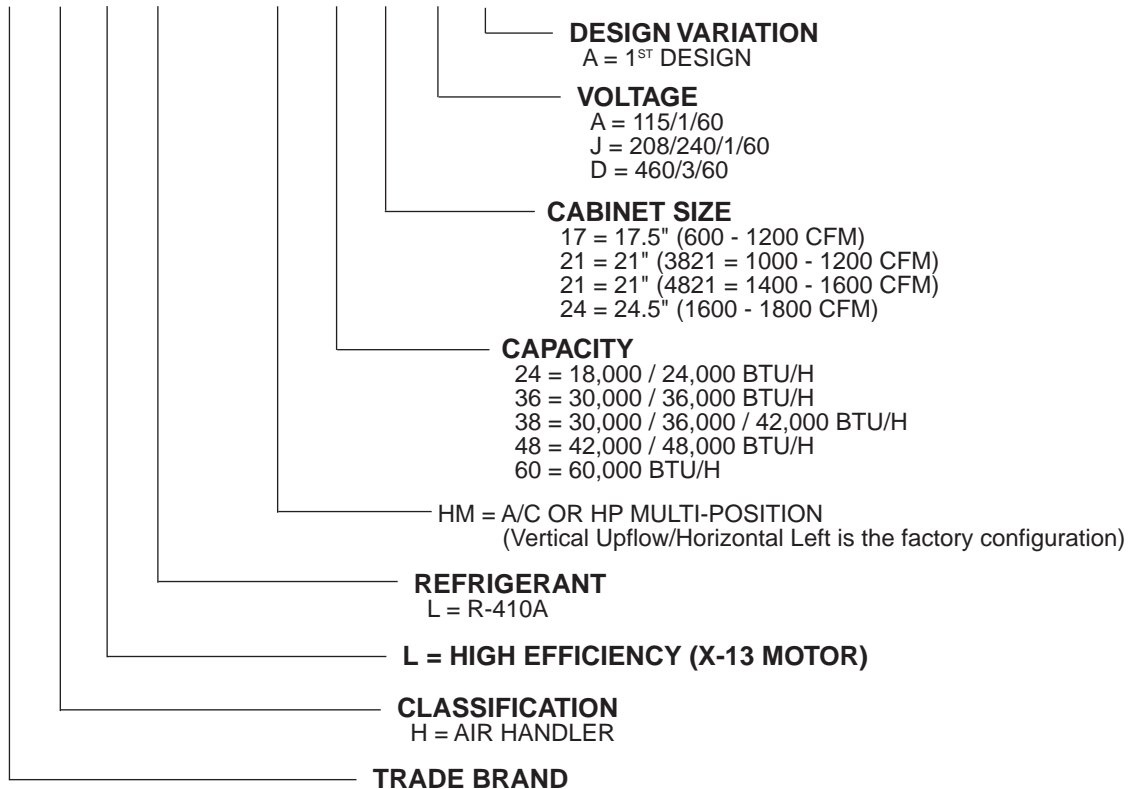 DESIGN VARIATION
A = 1ST DESIGN
VOLTAGE
A = 115/1/60
J = 208/240/1/60
D = 460/3/60
CABINET SIZE
17 = 17.5" (600 - 1200 CFM)
21 = 21" (3821 = 1000 - 1200 CFM)
21 = 21" (4821 = 1400 - 1600 CFM)
24 = 24.5" (1600 - 1800 CFM)
CAPACITY
24 = 18,000 / 24,000 BTU/H
36 = 30,000 / 36,000 BTU/H
38 = 30,000 / 36,000 / 42,000 BTU/H
48 = 42,000 / 48,000 BTU/H
60 = 60,000 BTU/H
HM = A/C OR HP MULTI-POSITION
(Vertical Upflow/Horizontal Left is the factory configuration)
REFRIGERANT
L = R-410A
L = HIGH EFFICIENCY (X-13 MOTOR)
CLASSIFICATION
H = AIR HANDLER
TRADE BRAND